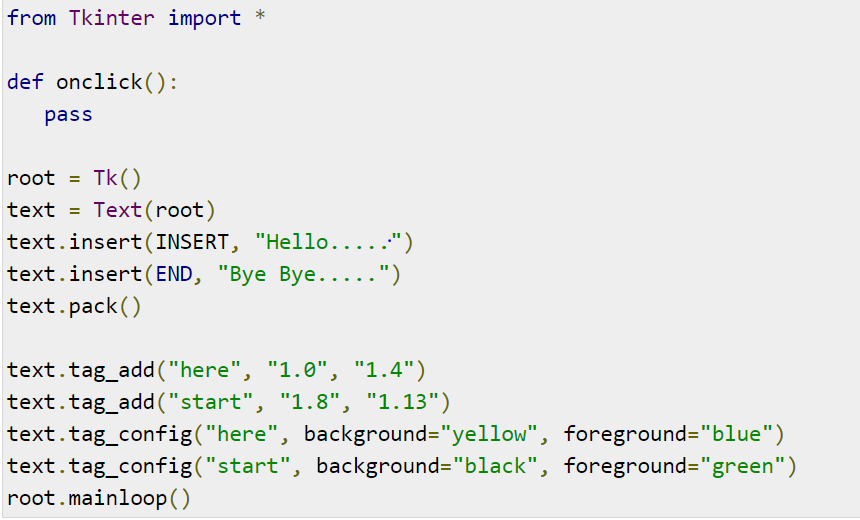 from Tkinter import *
def onclick():
   pass
root = Tk()
text = Text(root)
text.insert(INSERT, "Hello.....")
text.insert(END, "Bye Bye.....")
text.pack()
text.tag_add("here", "1.0", "1.4")
text.tag_add("start", "1.8", "1.13")
text.tag_config("here", background="yellow", foreground="blue")
text.tag_config("start", background="black", foreground="green")
root.mainloop()